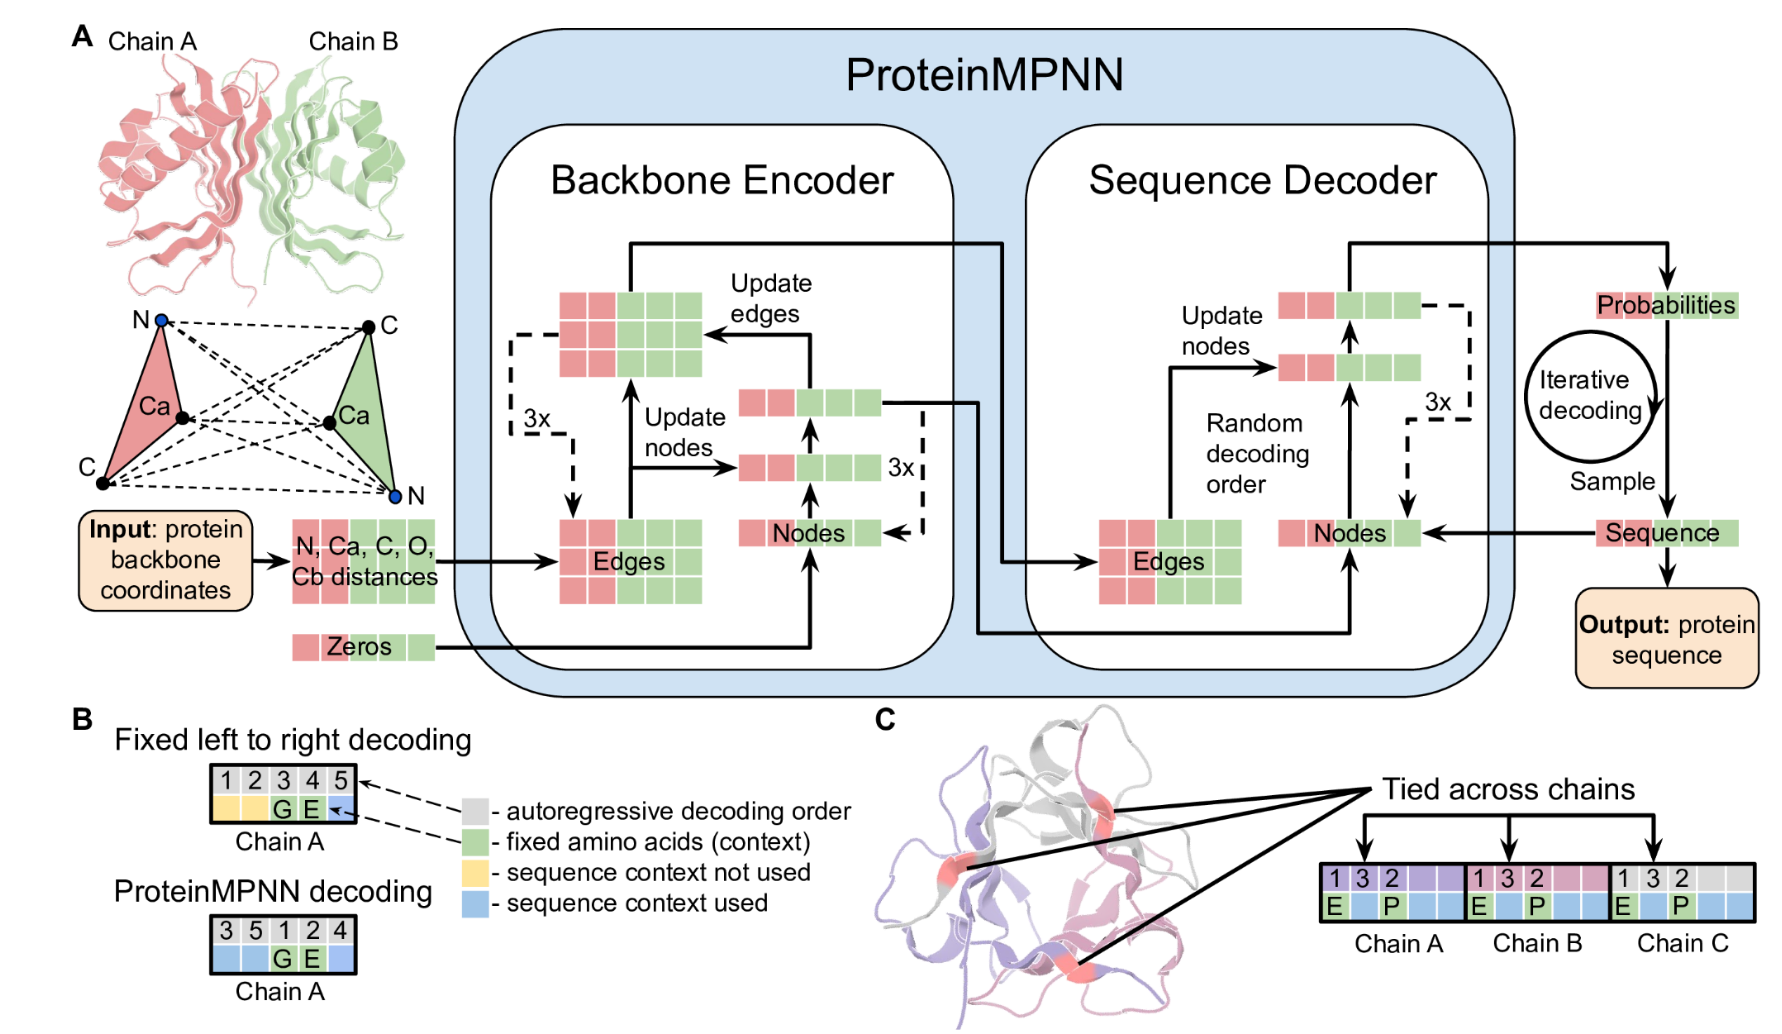 A
Chain A
Chain B
N
C
Ca
Ca
C
N
Input: protein
backbone
coordinates
N, Ca, C, O,
Cb distances
Zeros
ProteinMPNN
Backbone Encoder
Update
edges
3x
Update
nodes
3x
Edges
Nodes
Sequence Decoder
Update
nodes
Random
decoding
order
3x
Edges
Nodes
Probabilities
Iterative
decoding
Sample
Sequence
Output: protein
sequence
B
Fixed left to right decoding
1 2 3 4 5
G E
Chain A
ProteinMPNN decoding
3 5 1 2 4
G E
Chain A
- autoregressive decoding order
- fixed amino acids (context)
- sequence context not used
- sequence context used
C
Tied across chains
1 3 2 1 3 2 1 3 2
E P E P E P
Chain A Chain B Chain C